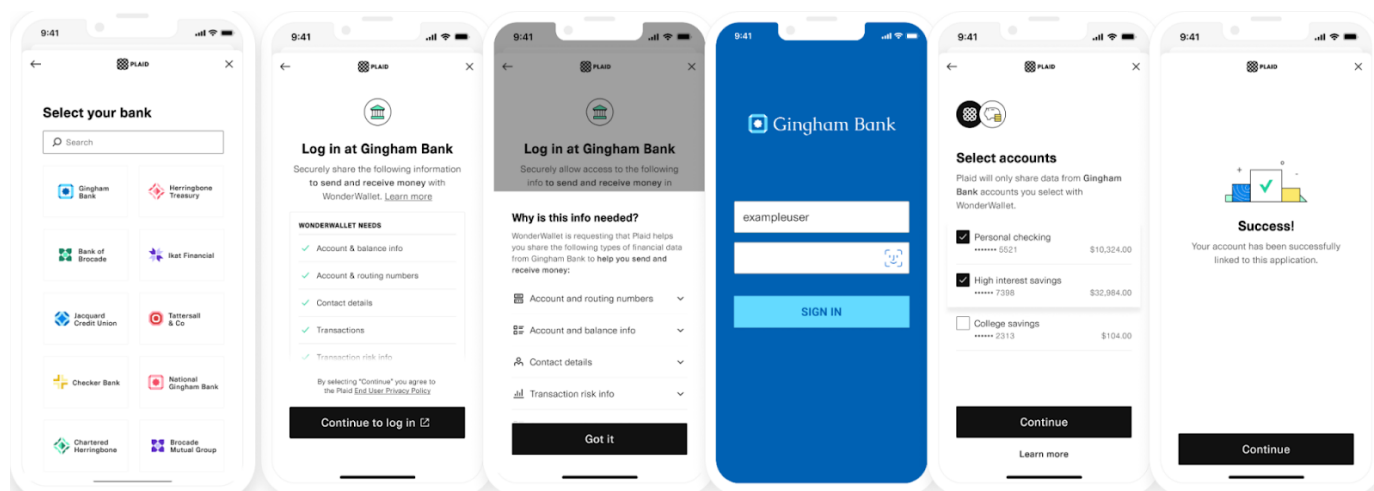 9:41
PLAID
Select your bank
Search
Gingham
Bank
Herringbone
Treasury
Bank of
Brocade
Ikat Financial
Jacquard
Credit Union
Tattersall
& Co
Checker Bank
National
Gingham Bank
Chartered
Herringbone
Brocade
Mutual Group
9:41
PLAID
Log in at Gingham Bank
Securely share the following information
to send and receive money with
WonderWallet. Learn more
WONDERWALLET NEEDS
Account & balance info
Account & routing numbers
Contact details
Transactions
Transaction risk info
By selecting "Continue" you agree to
the Plaid End User Privacy Policy
Continue to log in
9:41
PLAID
Log in at Gingham Bank
Securely allow access to the following
info to send and receive money in
Why is this info needed?
WonderWallet is requesting that Plaid helps
you share the following types of financial data
from Gingham Bank to help you send and
receive money:
Account and routing numbers
Account and balance info
Contact details
Transaction risk info
Got it
9:41
Gingham Bank
exampleuser
SIGN IN
9:41
PLAID
Select accounts
Plaid will only share data from Gingham
Bank accounts you select with
WonderWallet.
Personal checking
••••••• 5521 $10,324.00
High interest savings
•••••• 7398 $32,984.00
College savings
•••••• 2313 $104.00
Continue
Learn more
9:41
PLAID
Success!
Your account has been successfully
linked to this application.
Continue